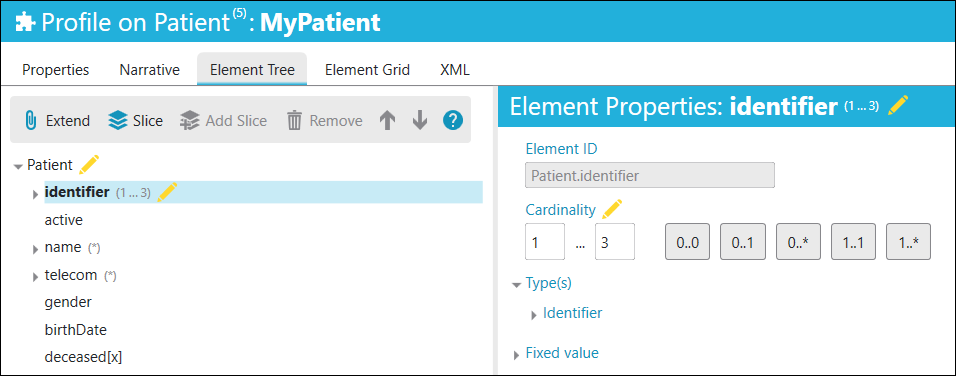 Profile on Patient(5): MyPatient
Properties Narrative Element Tree Element Grid XML
Extend Slice Add Slice Remove ?
Patient
identifier (1 ... 3)
active
name (*)
telecom (*)
gender
birthDate
deceased[x]
Element Properties: identifier (1 ... 3)
Element ID
Patient.identifier
Cardinality
1 ... 3 0..0 0..1 0..* 1..1 1..*
Type(s)
Identifier
Fixed value